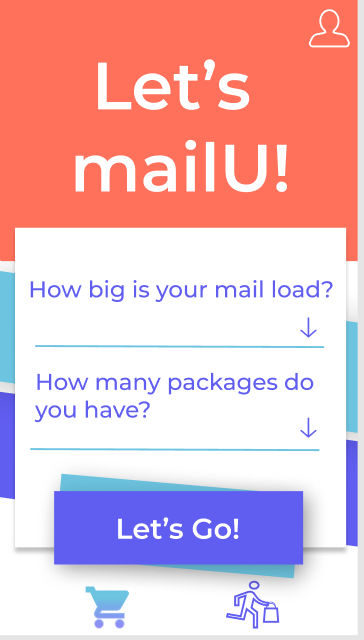 Let’s
mailU!
How big is your mail load?
How many packages do
you have?
Let’s Go!